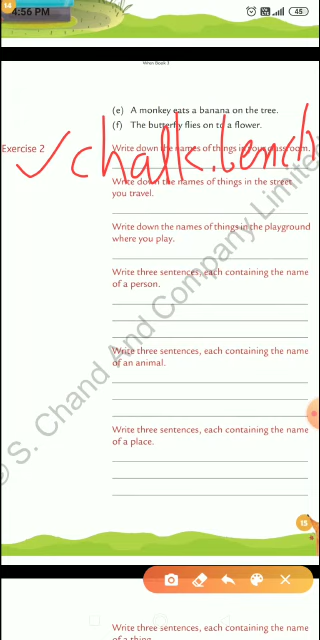 14
4:56 PM
45
(e) A monkey eats a banana on the tree.
(f) The butterfly flies on to a flower.
Exercise 2
Write down the names of things in your classroom.
chalk. bench
Write down the names of things in the street
you travel.
Write down the names of things in the playground
where you play.
Write three sentences, each containing the name
of a person.
Write three sentences, each containing the name
of an animal.
Write three sentences, each containing the name
of a place.
© S. Chand And Company Limited
15
Write three sentences, each containing the name
of a thing.